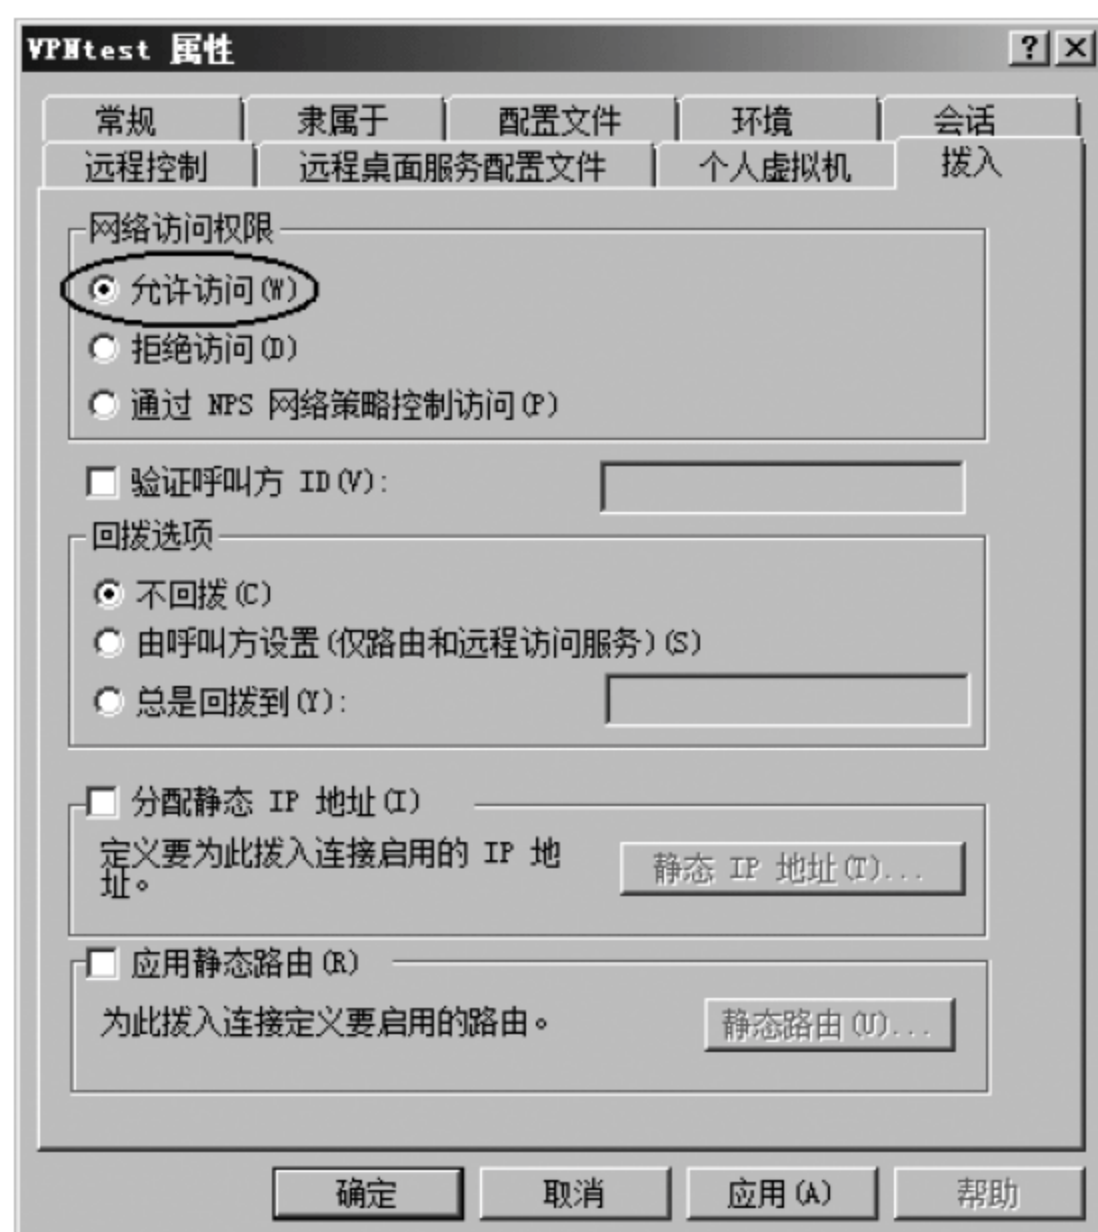 VPNtest 属性
常规 隶属于 配置文件 环境 会话
远程控制 远程桌面服务配置文件 个人虚拟机 拨入
网络访问权限
允许访问(W)
拒绝访问(D)
通过 NPS 网络策略控制访问(P)
验证呼叫方 ID(V):
回拨选项
不回拨(C)
由呼叫方设置(仅路由和远程访问服务)(S)
总是回拨到(Y):
分配静态 IP 地址(I)
定义要为此拨入连接启用的 IP 地
址。
静态 IP 地址(T)...
应用静态路由(R)
为此拨入连接定义要启用的路由。
静态路由(U)...
确定 取消 应用(A) 帮助